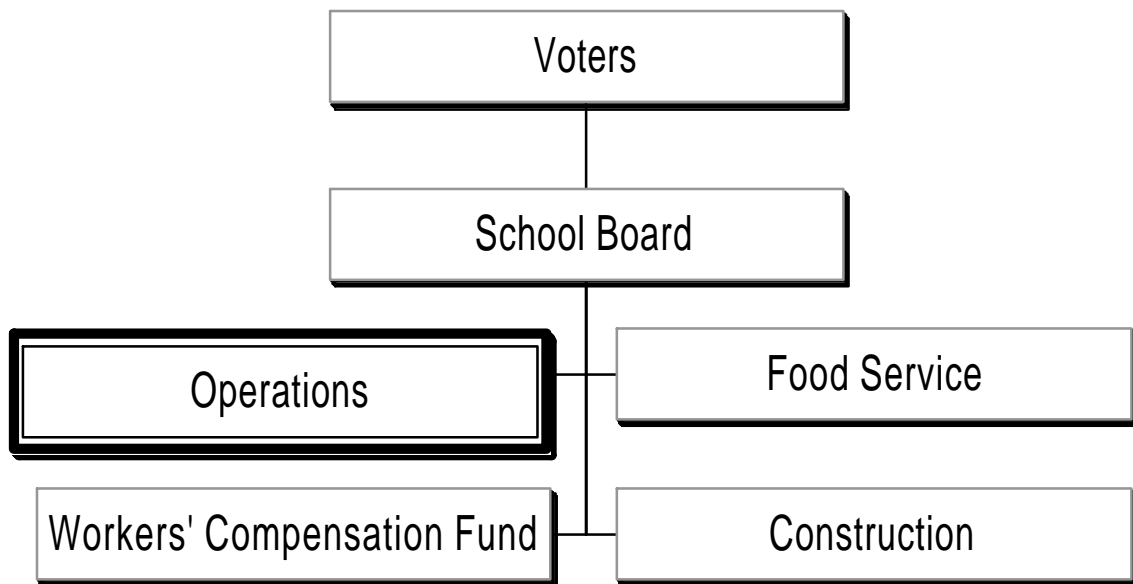 Voters
School Board
Operations
Food Service
Workers' Compensation Fund
Construction